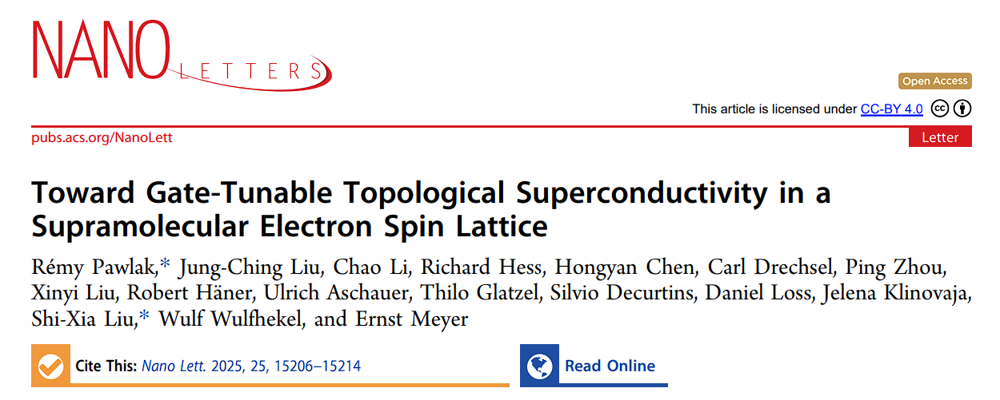 NANO LETTERS
Open Access
This article is licensed under CC-BY 4.0
pubs.acs.org/NanoLett
Letter
Toward Gate-Tunable Topological Superconductivity in a
Supramolecular Electron Spin Lattice
Rémy Pawlak,* Jung-Ching Liu, Chao Li, Richard Hess, Hongyan Chen, Carl Drechsel, Ping Zhou,
Xinyi Liu, Robert Häner, Ulrich Aschauer, Thilo Glatzel, Silvio Decurtins, Daniel Loss, Jelena Klinovaja,
Shi-Xia Liu,* Wulf Wulfhekel, and Ernst Meyer
Cite This: Nano Lett. 2025, 25, 15206–15214
Read Online